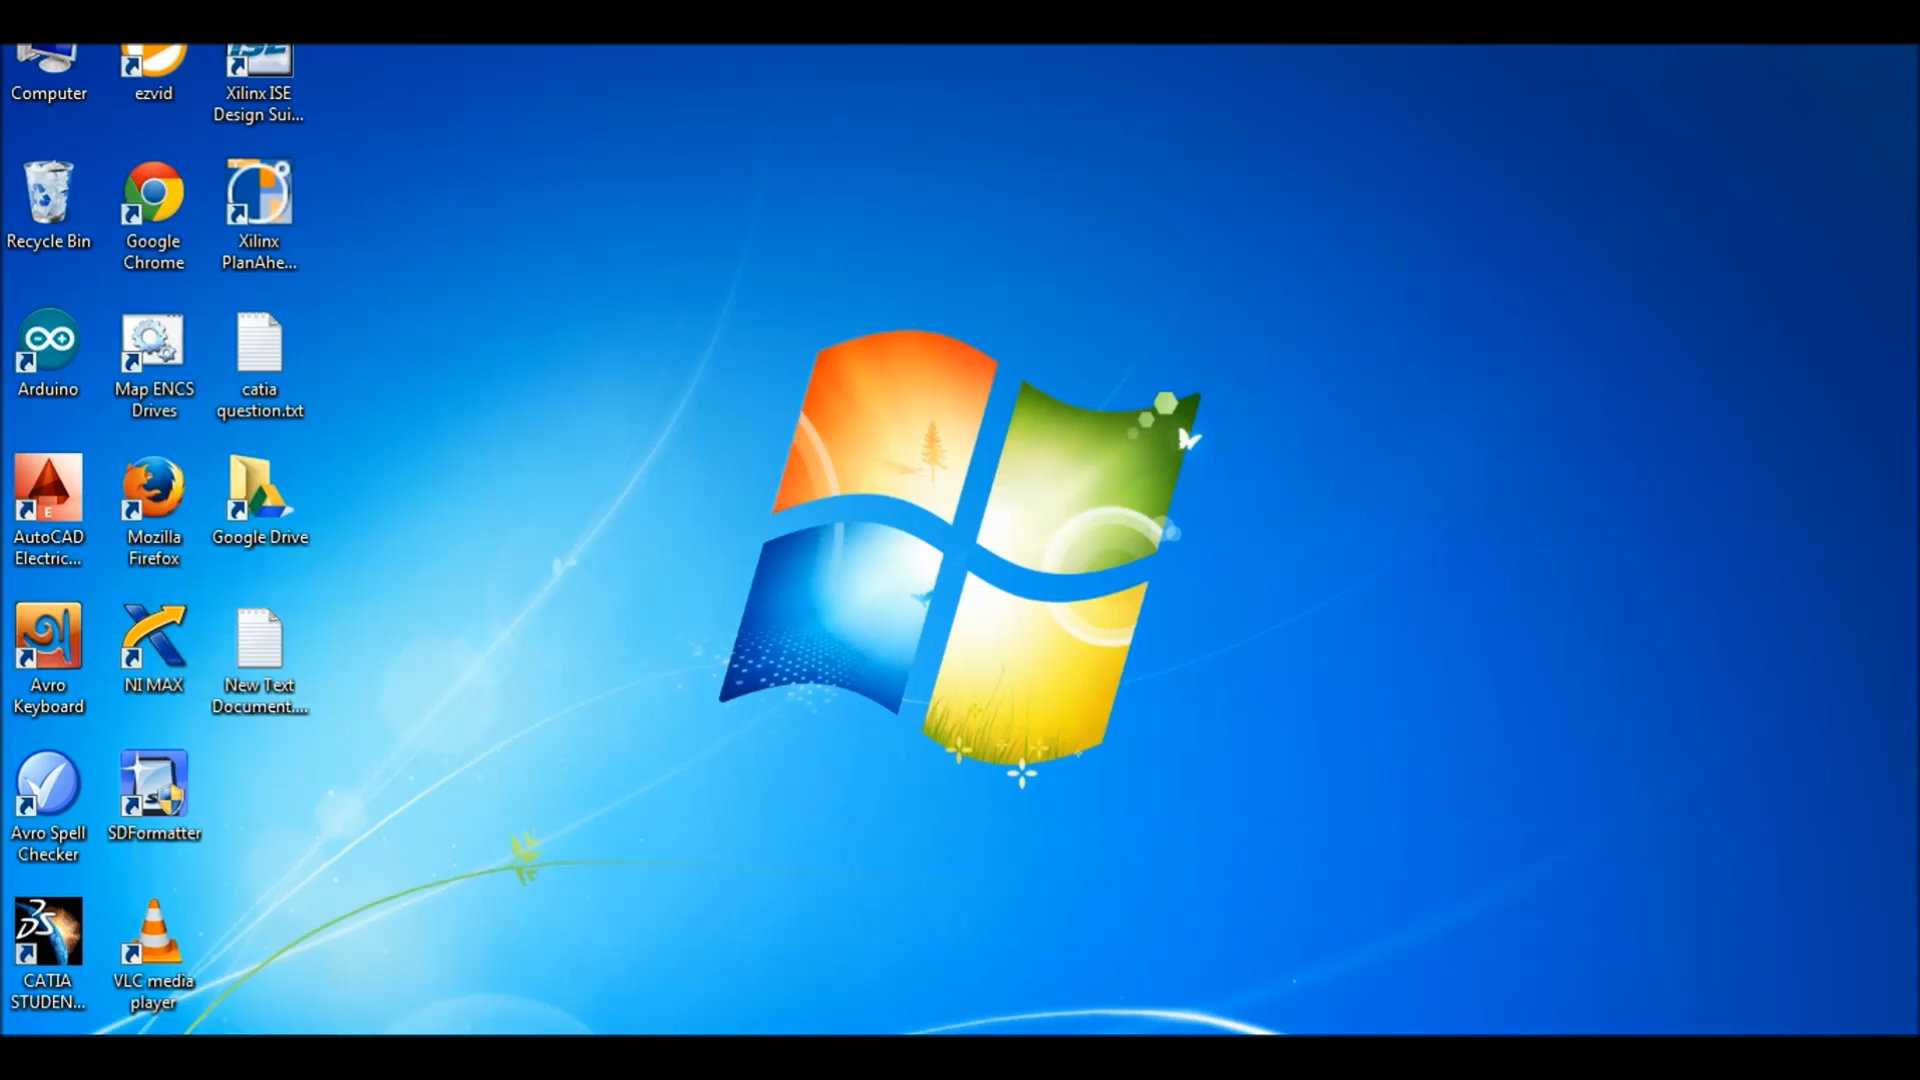 Computer
ezvid
Xilinx ISE
Design Sui...
Recycle Bin
Google
Chrome
Xilinx
PlanAhe...
Arduino
Map ENCS
Drives
catia
question.txt
AutoCAD
Electric...
Mozilla
Firefox
Google Drive
Avro
Keyboard
NI MAX
New Text
Document....
Avro Spell
Checker
SDFormatter
CATIA
STUDEN...
VLC media
player